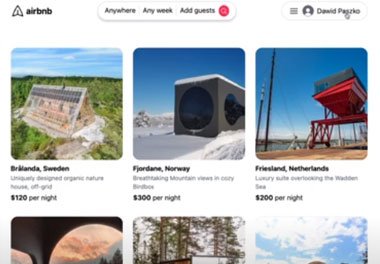 airbnb
Anywhere Any week Add guests
Dawid Paszko
Brålanda, Sweden
Uniquely designed organic nature
house, off-grid
$120 per night
Fjordane, Norway
Breathtaking Mountain views in cozy
Birdbox
$300 per night
Friesland, Netherlands
Luxury suite overlooking the Wadden
Sea
$200 per night